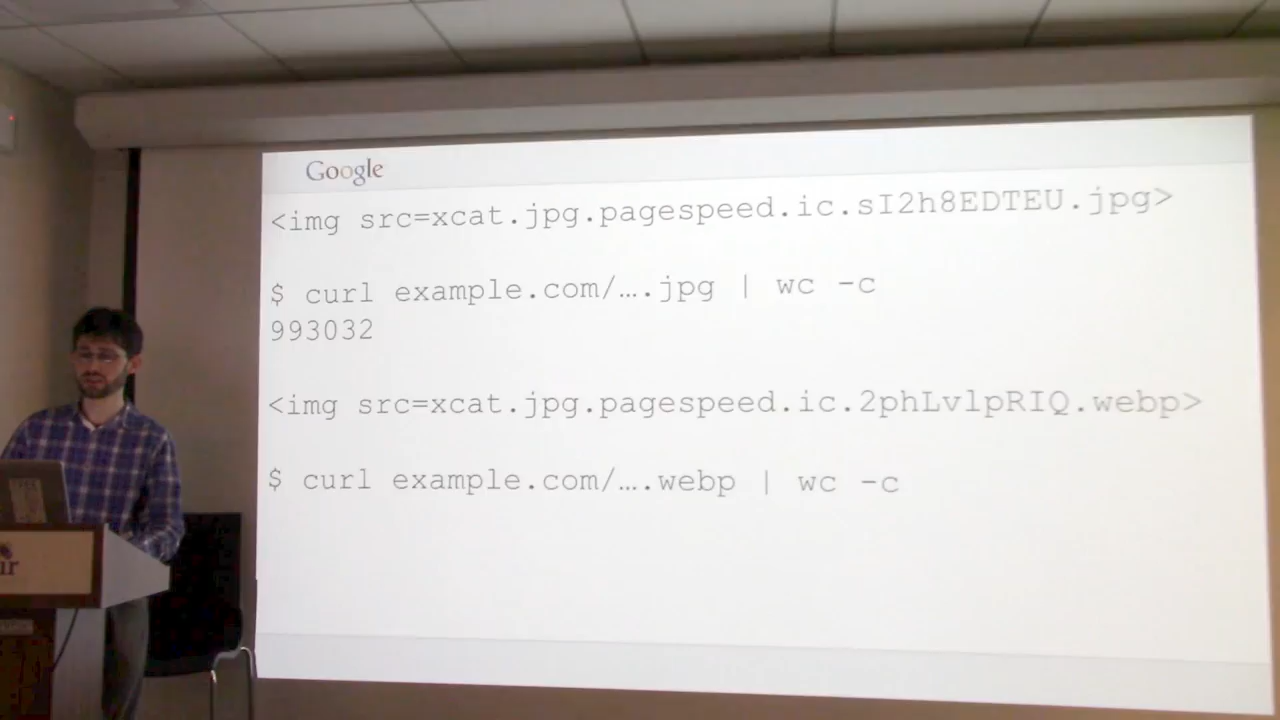 Google
<img src=xcat.jpg.pagespeed.ic.sI2h8EDTEU.jpg>
$ curl example.com/….jpg | wc -c
993032
<img src=xcat.jpg.pagespeed.ic.2phLvlpRIQ.webp>
$ curl example.com/….webp | wc -c